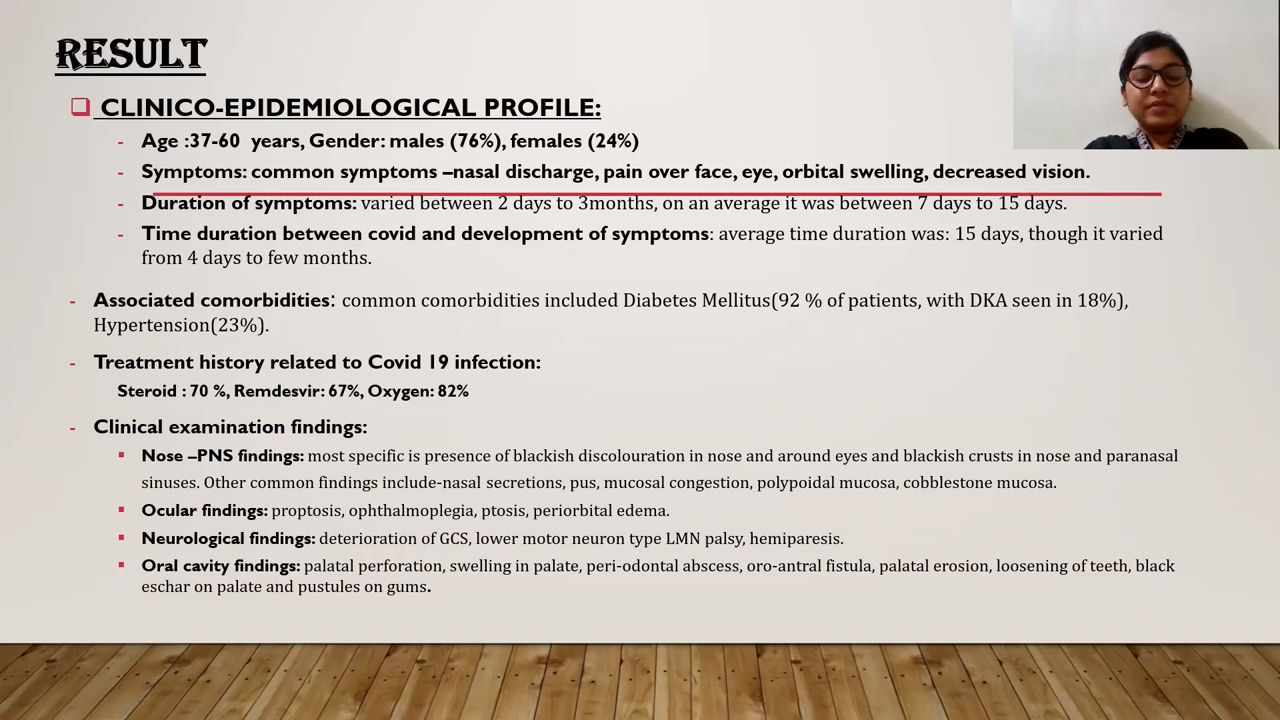 RESULT
CLINICO-EPIDEMIOLOGICAL PROFILE:
- Age :37-60 years, Gender: males (76%), females (24%)
- Symptoms: common symptoms –nasal discharge, pain over face, eye, orbital swelling, decreased vision.
- Duration of symptoms: varied between 2 days to 3months, on an average it was between 7 days to 15 days.
- Time duration between covid and development of symptoms: average time duration was: 15 days, though it varied
from 4 days to few months.
- Associated comorbidities: common comorbidities included Diabetes Mellitus(92 % of patients, with DKA seen in 18%),
Hypertension(23%).
- Treatment history related to Covid 19 infection:
Steroid : 70 %, Remdesvir: 67%, Oxygen: 82%
- Clinical examination findings:
▪ Nose –PNS findings: most specific is presence of blackish discolouration in nose and around eyes and blackish crusts in nose and paranasal
sinuses. Other common findings include-nasal secretions, pus, mucosal congestion, polypoidal mucosa, cobblestone mucosa.
▪ Ocular findings: proptosis, ophthalmoplegia, ptosis, periorbital edema.
▪ Neurological findings: deterioration of GCS, lower motor neuron type LMN palsy, hemiparesis.
▪ Oral cavity findings: palatal perforation, swelling in palate, peri-odontal abscess, oro-antral fistula, palatal erosion, loosening of teeth, black
eschar on palate and pustules on gums.